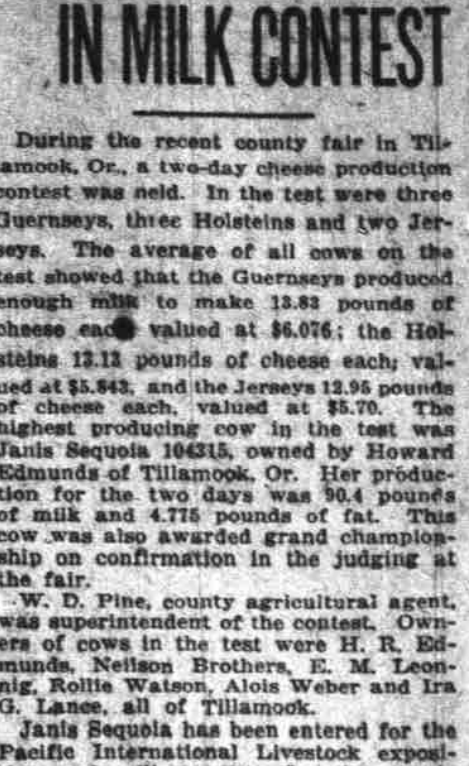 IN MILK CONTEST
During the recent county fair in Til-
lamook, Or., a two-day cheese production
contest was held. In the test were three
Guernseys, three Holsteins and two Jer-
seys. The average of all cows on the
test showed that the Guernseys produced
enough milk to make 13.83 pounds of
cheese each valued at $6.076; the Hol-
steins 13.13 pounds of cheese each; val-
ued at $5.843, and the Jerseys 12.95 pounds
of cheese each, valued at $5.70. The
highest producing cow in the test was
Janis Sequoia 104315, owned by Howard
Edmunds of Tillamook, Or. Her produc-
tion for the two days was 90.4 pounds
of milk and 4.775 pounds of fat. This
cow was also awarded grand champion-
ship on confirmation in the judging at
the fair.
W. D. Pine, county agricultural agent,
was superintendent of the contest. Own-
ers of cows in the test were H. R. Ed-
munds, Neilson Brothers, E. M. Leon-
nig, Rollie Watson, Alois Weber and Ira
G. Lance, all of Tillamook.
Janis Sequoia has been entered for the
Pacific International Livestock exposi-